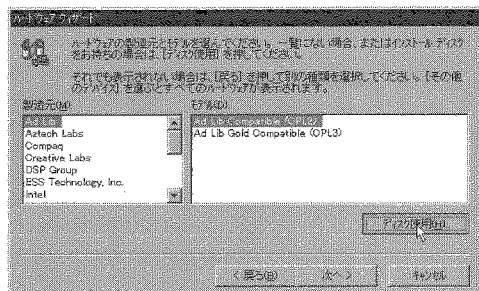 ハードウェア ウィザード
ハードウェアの製造元とモデルを選んでください。一覧にない場合、またはインストール ディスク
をお持ちの場合は、[ディスク使用] を押してください。
それでも表示されない場合は、[戻る] を押して別の種類を選択してください。[その他
のデバイス] を選ぶとすべてのハードウェアが表示されます。
製造元(M)
モデル(D)
Ad Lib
Aztech Labs
Compaq
Creative Labs
DSP Group
ESS Technology, Inc.
Intel
Ad Lib Compatible (OPL2)
Ad Lib Gold Compatible (OPL3)
ディスク使用(H)
< 戻る(B)
次へ >
キャンセル